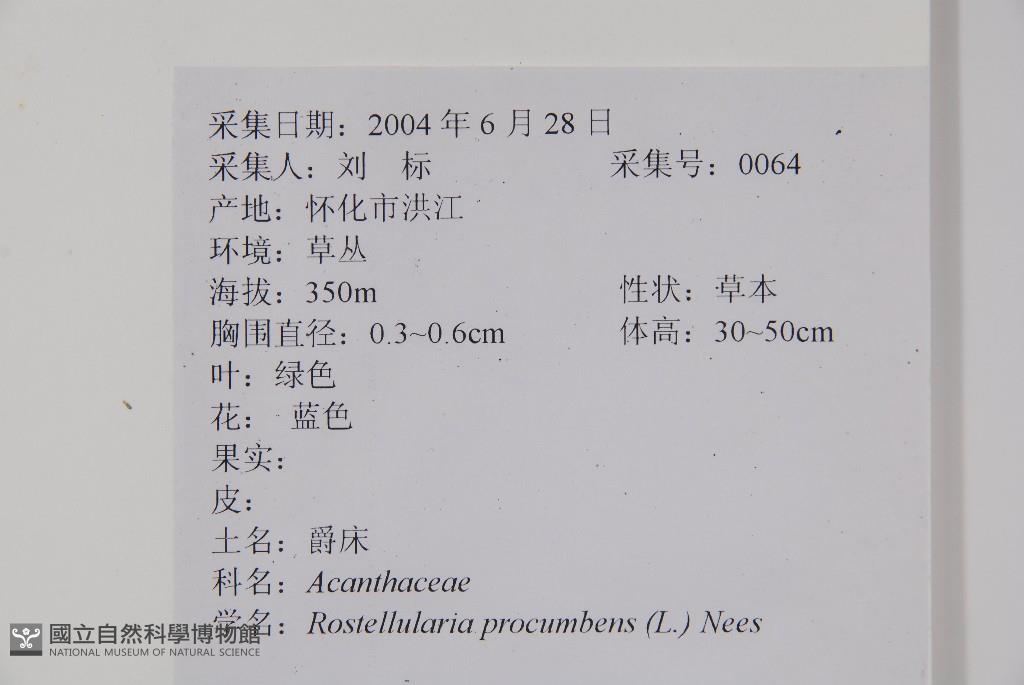 采集日期：2004 年 6 月 28 日
采集人：刘　标　采集号：0064
产地：怀化市洪江
环境：草丛
海拔：350m　性状：草本
胸围直径：0.3~0.6cm　体高：30~50cm
叶：绿色
花：蓝色
果实：
皮：
土名：爵床
科名：Acanthaceae
学名：Rostellularia procumbens (L.) Nees
國立自然科學博物館
NATIONAL MUSEUM OF NATURAL SCIENCE